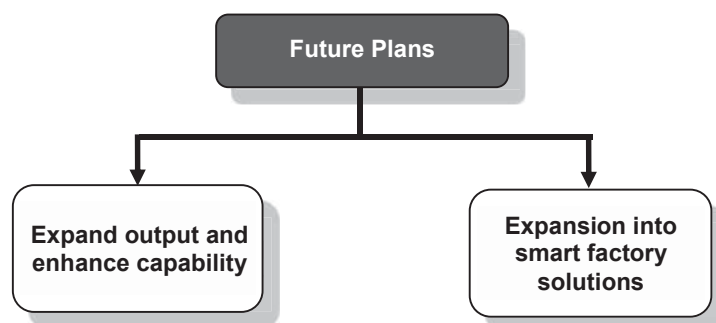 Future Plans
Expand output and
enhance capability
Expansion into
smart factory
solutions